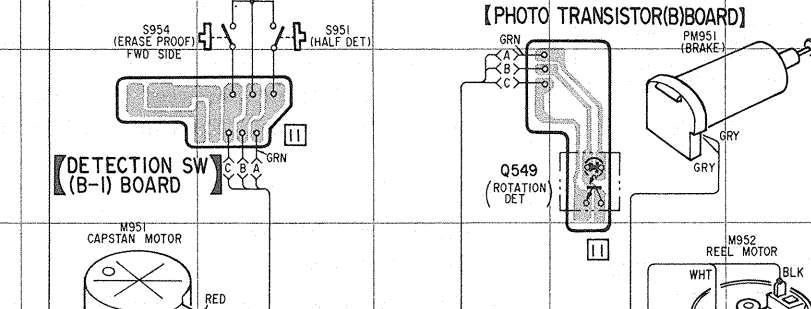 S954
(ERASE PROOF)
FWD SIDE
S951
(HALF DET)
【PHOTO TRANSISTOR(B)BOARD】
GRN
A
B
C
PM951
(BRAKE)
GRY
GRY
11
GRN
C B A
【DETECTION SW
(B-1) BOARD】
Q549
(ROTATION
DET)
11
M951
CAPSTAN MOTOR
RED
M952
REEL MOTOR
WHT
BLK